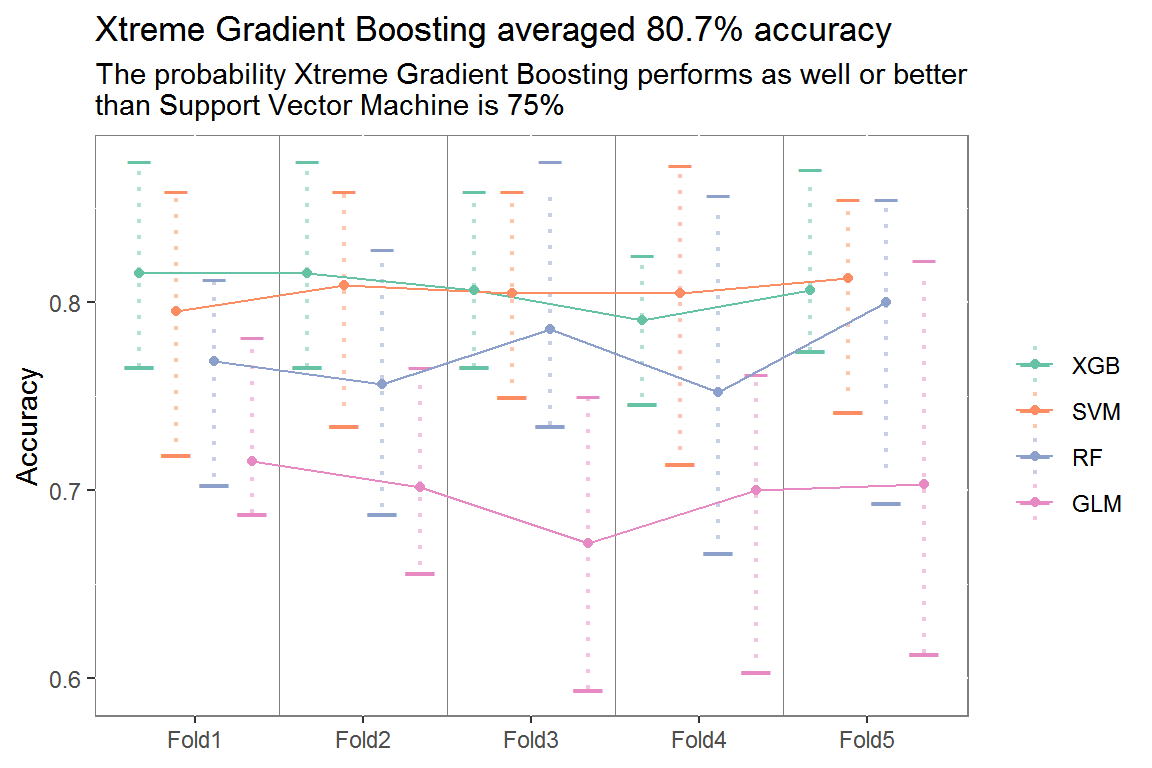 Xtreme Gradient Boosting averaged 80.7% accuracy
The probability Xtreme Gradient Boosting performs as well or better
than Support Vector Machine is 75%
Accuracy
0.8
0.7
0.6
Fold1
Fold2
Fold3
Fold4
Fold5
XGB
SVM
RF
GLM